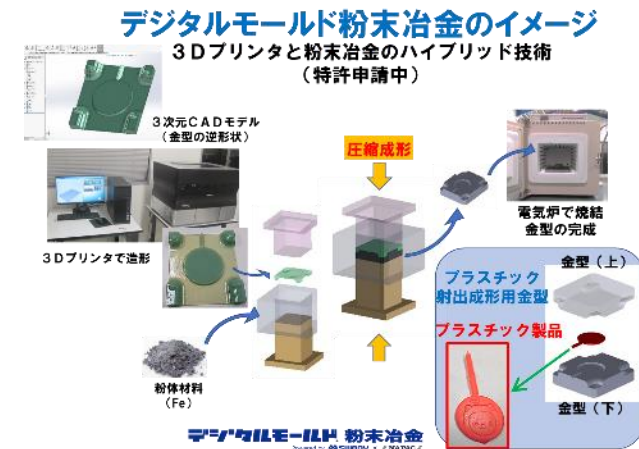 デジタルモールド粉末冶金のイメージ
3Dプリンタと粉末冶金のハイブリッド技術
（特許申請中）
3次元CADモデル
（金型の逆形状）
圧縮成形
電気炉で焼結
金型の完成
3Dプリンタで造形
粉体材料
（Fe）
プラスチック
射出成形用金型
金型（上）
プラスチック製品
金型（下）
デジタルモールド 粉末冶金